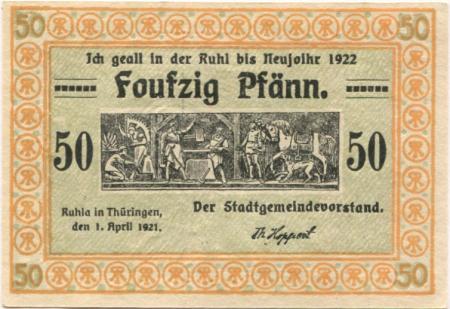 50 50
Ich geall in der Ruhl bis Neujoihr 1922
Foufzig Pfänn.
50 50
Ruhla in Thüringen,
den 1. April 1921.
Der Stadtgemeindevorstand.
50 50